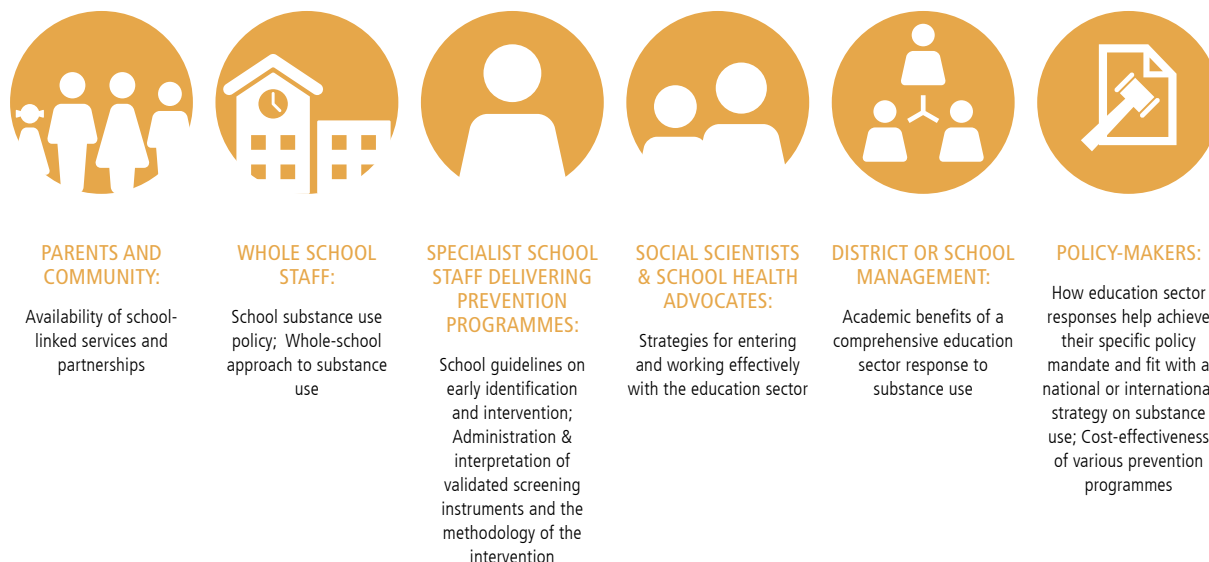 PARENTS AND
COMMUNITY:
Availability of school-
linked services and
partnerships
WHOLE SCHOOL
STAFF:
School substance use
policy; Whole-school
approach to substance
use
SPECIALIST SCHOOL
STAFF DELIVERING
PREVENTION
PROGRAMMES:
School guidelines on
early identification
and intervention;
Administration &
interpretation of
validated screening
instruments and the
methodology of the
intervention
SOCIAL SCIENTISTS
& SCHOOL HEALTH
ADVOCATES:
Strategies for entering
and working effectively
with the education sector
DISTRICT OR SCHOOL
MANAGEMENT:
Academic benefits of a
comprehensive education
sector response to
substance use
POLICY-MAKERS:
How education sector
responses help achieve
their specific policy
mandate and fit with a
national or internationa
strategy on substance
use; Cost-effectiveness
of various prevention
programmes